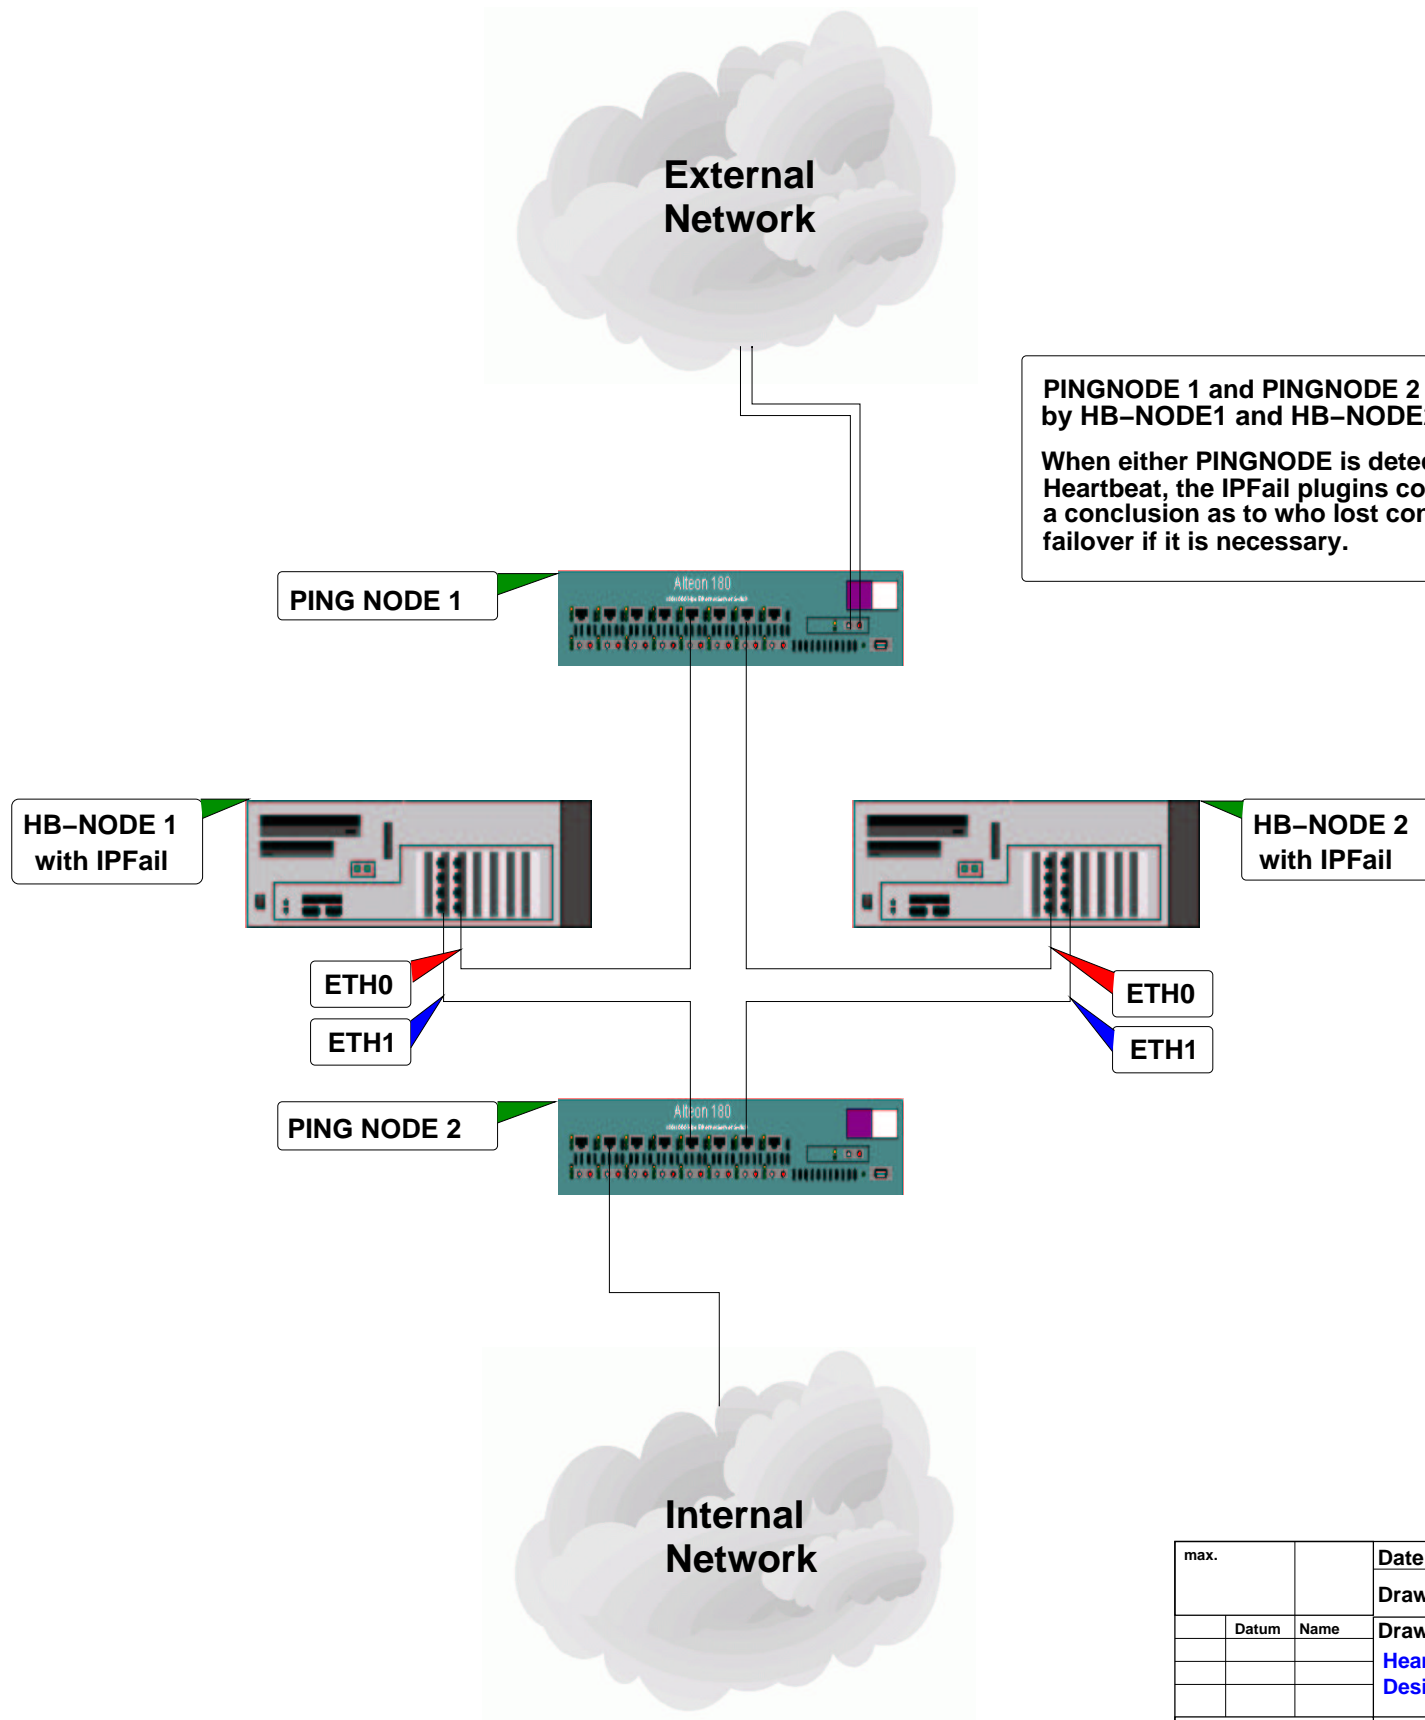 External
Network
PINGNODE 1 and PINGNODE 2
by HB–NODE1 and HB–NODE
When either PINGNODE is
Heartbeat, the IPFail plugins
a conclusion as to who lost
failover if it is necessary.
Alteon 180
PING NODE 1
HB–NODE 1
with IPFail
HB–NODE 2
with IPFail
ETH0
ETH1
ETH0
ETH1
Alteon 180
PING NODE 2
Internal
Network
max.
Date
Datum
Name